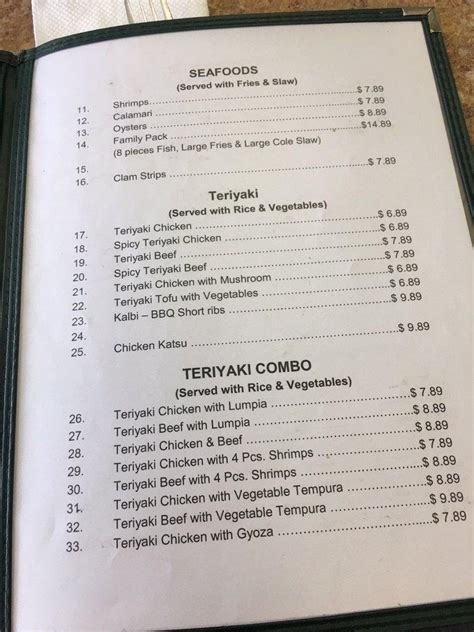 SEAFOODS
(Served with Fries & Slaw)
11. Shrimps..............................$ 7.89
12. Calamari..............................$ 8.89
13. Oysters..............................$ 7.89
14. Family Pack..............................$14.89
(8 pieces Fish, Large Fries & Large Cole Slaw)
15.
16. Clam Strips ..............................$ 7.89
Teriyaki
(Served with Rice & Vegetables)
17. Teriyaki Chicken ..............................$ 6.89
18. Spicy Teriyaki Chicken ..............................$ 6.89
19. Teriyaki Beef ..............................$ 7.89
20. Spicy Teriyaki Beef ..............................$ 8.89
21. Teriyaki Chicken with Mushroom ..............................$ 7.89
22. Teriyaki Tofu with Vegetables ..............................$ 6.89
23. Kalbi – BBQ Short ribs ..............................$ 9.89
24.
25. Chicken Katsu ..............................$ 9.89
TERIYAKI COMBO
(Served with Rice & Vegetables)
26. Teriyaki Chicken with Lumpia ..............................$ 7.89
27. Teriyaki Beef with Lumpia ..............................$ 8.89
28. Teriyaki Chicken & Beef ..............................$ 8.89
29. Teriyaki Chicken with 4 Pcs. Shrimps ..............................$ 7.89
30. Teriyaki Beef with 4 Pcs. Shrimps ..............................$ 8.89
31. Teriyaki Chicken with Vegetable Tempura ..............................$ 8.89
32. Teriyaki Beef with Vegetable Tempura ..............................$ 9.89
33. Teriyaki Chicken with Gyoza ..............................$ 7.89